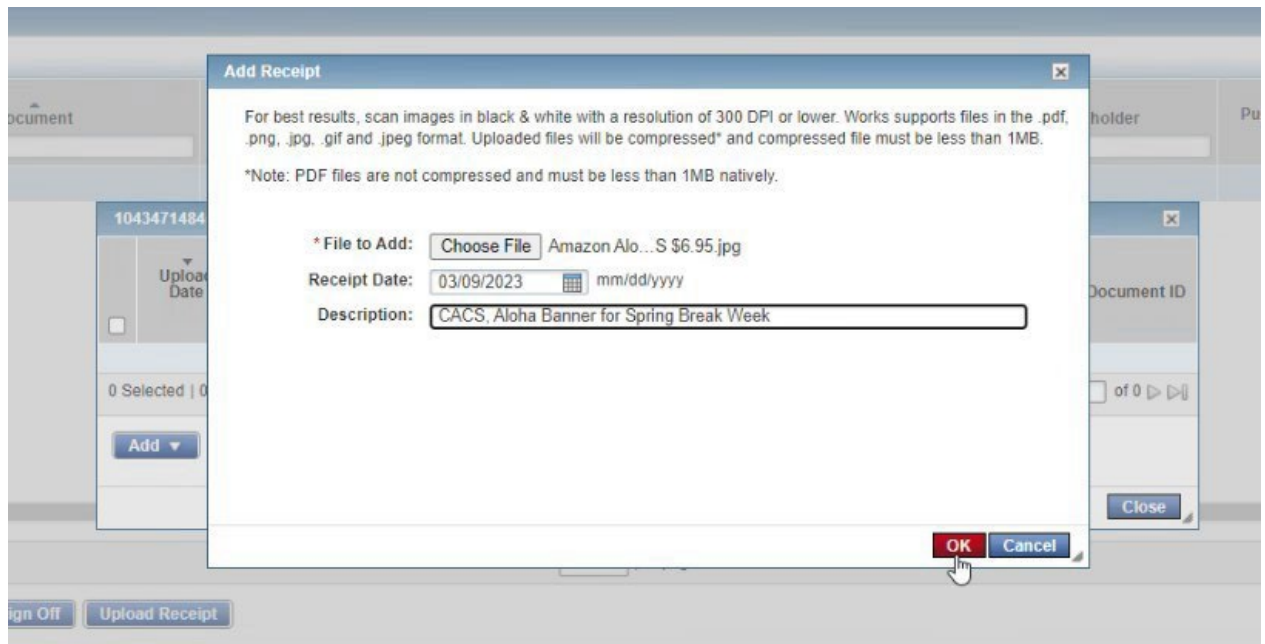 Add Receipt
For best results, scan images in black & white with a resolution of 300 DPI or lower. Works supports files in the .pdf,
.png, .jpg, .gif and .jpeg format. Uploaded files will be compressed* and compressed file must be less than 1MB.
*Note: PDF files are not compressed and must be less than 1MB natively.
* File to Add: Choose File Amazon Alo...S $6.95.jpg
Receipt Date: 03/09/2023 mm/dd/yyyy
Description: CACS, Aloha Banner for Spring Break Week
OK Cancel
ocument
holder
Pu
1043471484
Upload
Date
Document ID
0 Selected | 0
of 0
Add
Close
ign Off
Upload Receipt